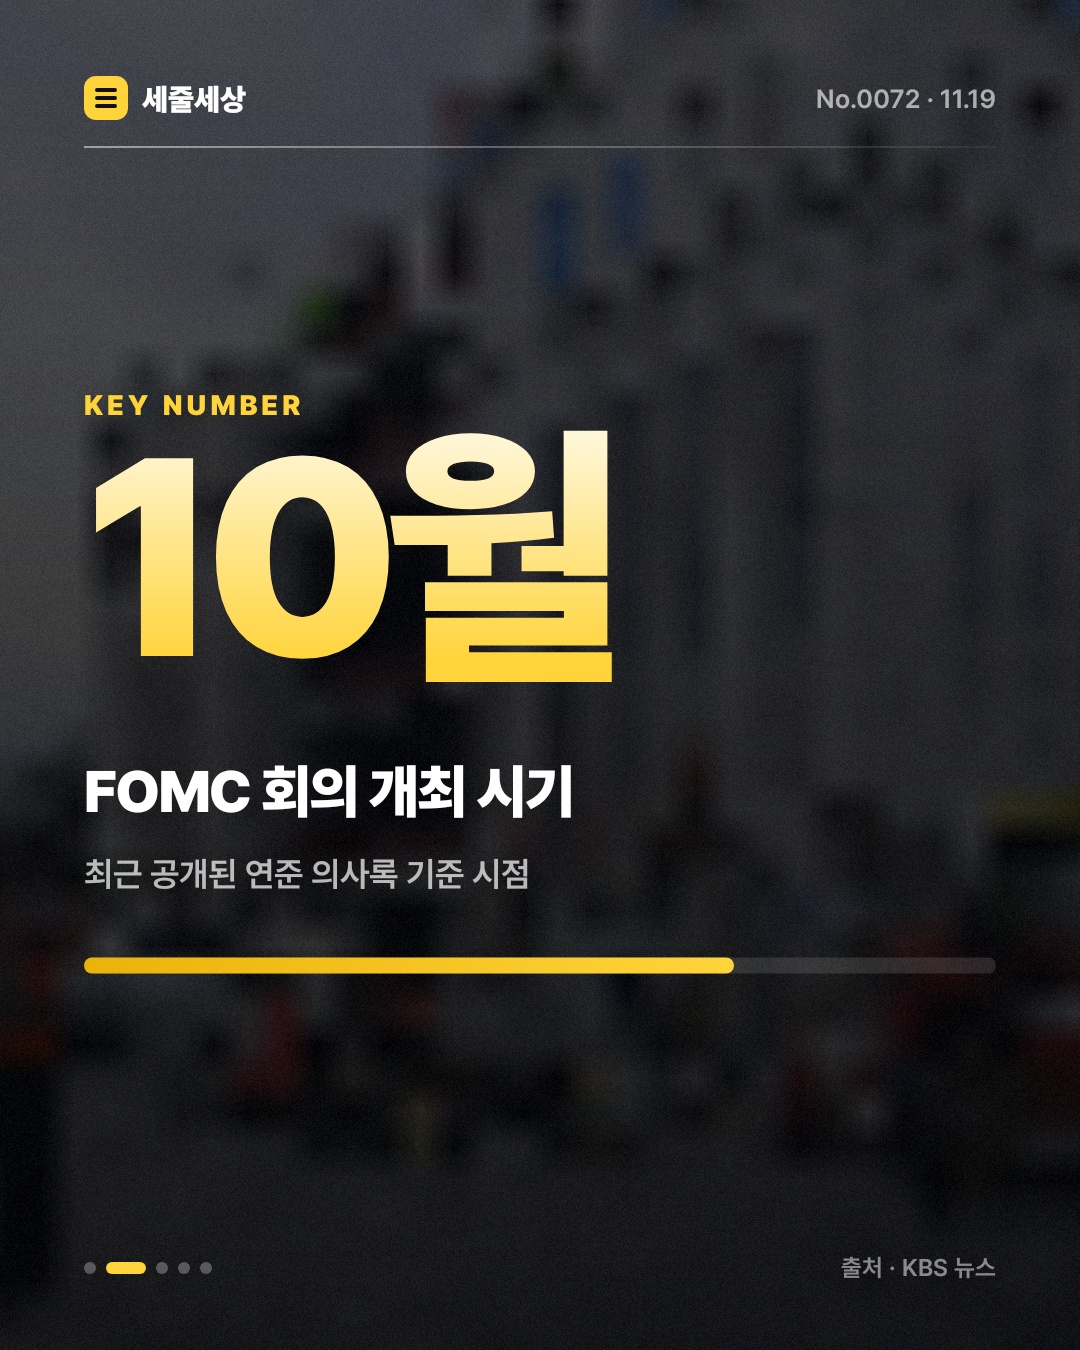 세줄세상
No.0072 · 11.19
KEY NUMBER
10월
FOMC 회의 개최 시기
최근 공개된 연준 의사록 기준 시점
출처 · KBS 뉴스